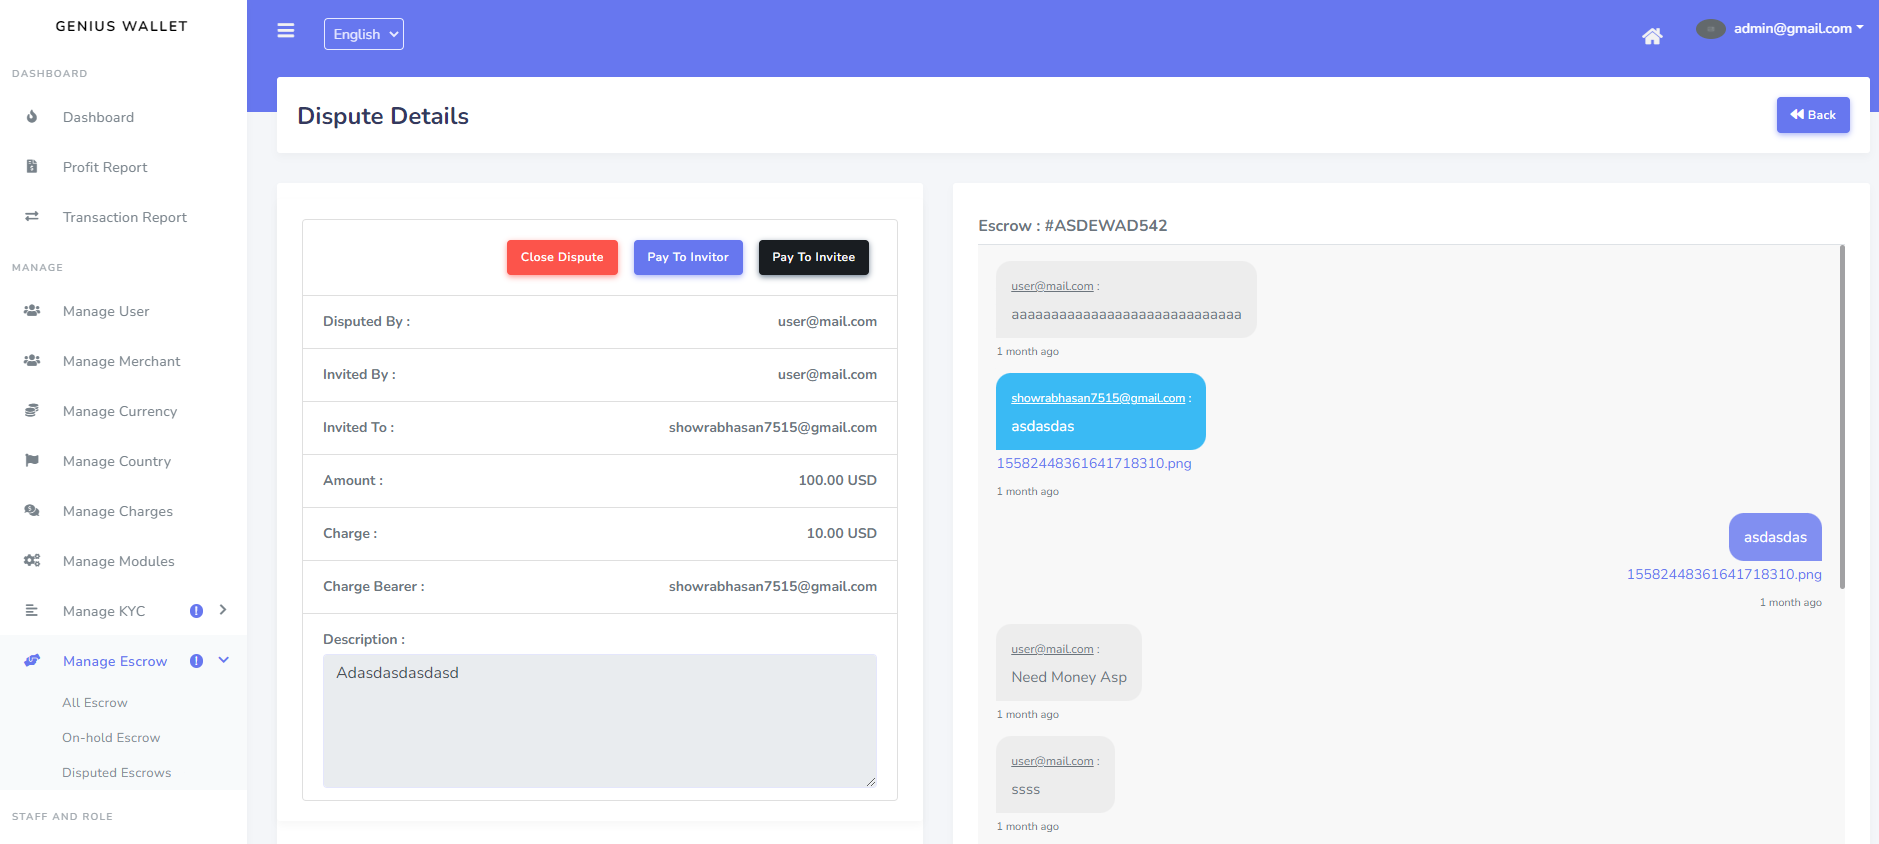 GENIUS WALLET
DASHBOARD
Dashboard
Profit Report
Transaction Report
MANAGE
Manage User
Manage Merchant
Manage Currency
Manage Country
Manage Charges
Manage Modules
Manage KYC
Manage Escrow
All Escrow
On-hold Escrow
Disputed Escrows
STAFF AND ROLE
English
admin@gmail.com
Dispute Details
Back
Close Dispute Pay To Invitor Pay To Invitee
Disputed By : user@mail.com
Invited By : user@mail.com
Invited To : showrabhasan7515@gmail.com
Amount : 100.00 USD
Charge : 10.00 USD
Charge Bearer : showrabhasan7515@gmail.com
Description :
Adasdasdasdasd
Escrow : #ASDEWAD542
user@mail.com :
aaaaaaaaaaaaaaaaaaaaaaaaaaaaa
1 month ago
showrabhasan7515@gmail.com :
asdasdas
15582448361641718310.png
1 month ago
asdasdas
15582448361641718310.png
1 month ago
user@mail.com :
Need Money Asp
1 month ago
user@mail.com :
ssss
1 month ago